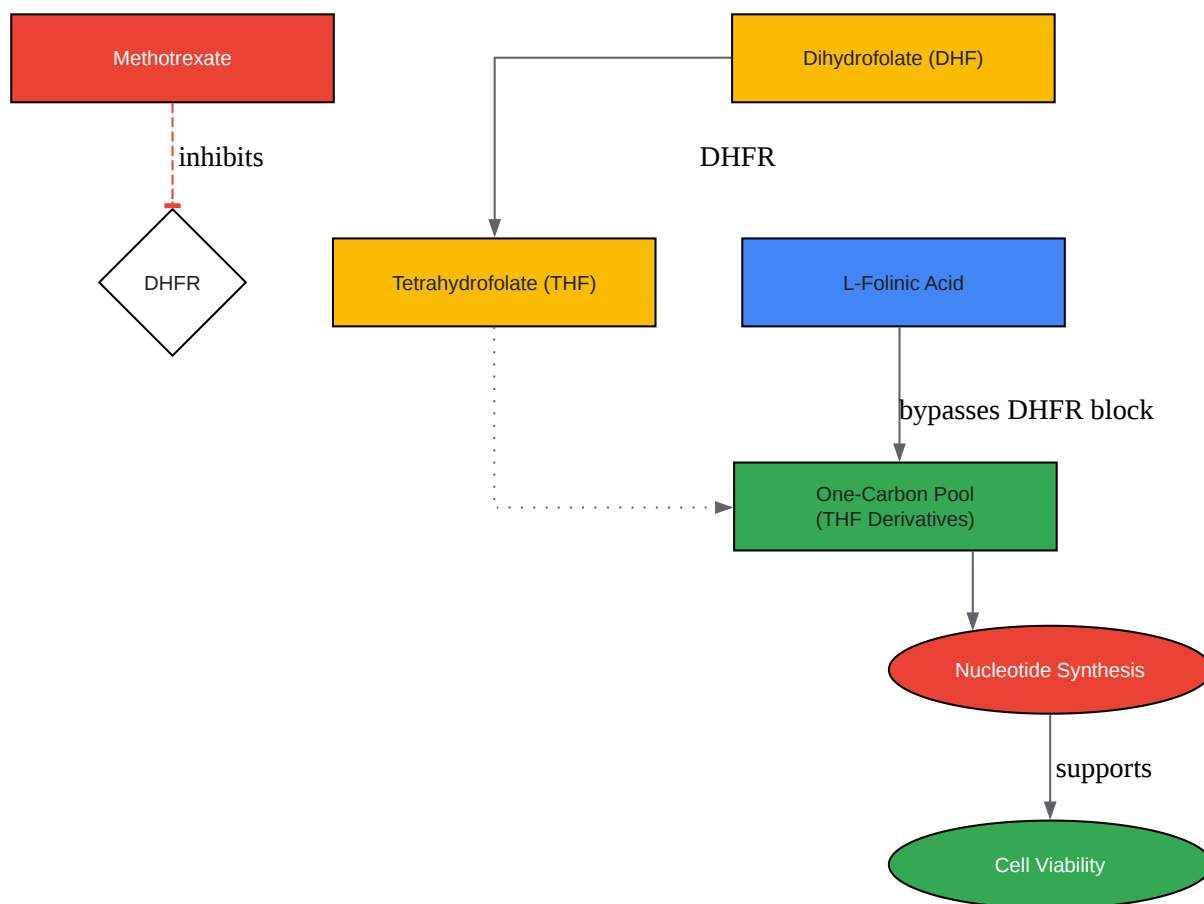 Methotrexate
Dihydrofolate (DHF)
inhibits
DHFR
DHFR
Tetrahydrofolate (THF)
L-Folinic Acid
bypasses DHFR block
One-Carbon Pool
(THF Derivatives)
Nucleotide Synthesis
supports
Cell Viability